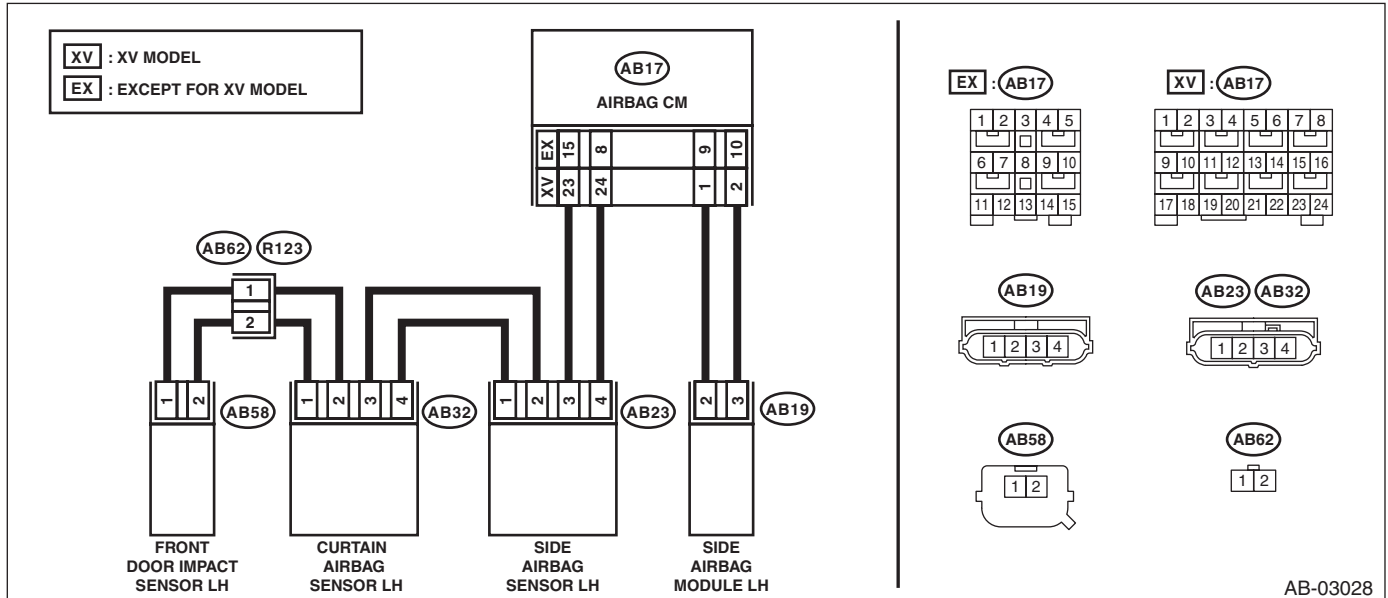 XV : XV MODEL
EX : EXCEPT FOR XV MODEL
AB17
AIRBAG CM
EX 15 8 9 10
XV 23 24 1 2
AB62 R123
1
2
1 2 AB58
1 2 3 4 AB32
1 2 3 4 AB23
2 3 AB19
FRONT
DOOR IMPACT
SENSOR LH
CURTAIN
AIRBAG
SENSOR LH
SIDE
AIRBAG
SENSOR LH
SIDE
AIRBAG
MODULE LH
EX : AB17
1 2 3 4 5
6 7 8 9 10
11 12 13 14 15
XV : AB17
1 2 3 4 5 6 7 8
9 10 11 12 13 14 15 16
17 18 19 20 21 22 23 24
AB19
1 2 3 4
AB23 AB32
1 2 3 4
AB58
1 2
AB62
1 2
AB-03028